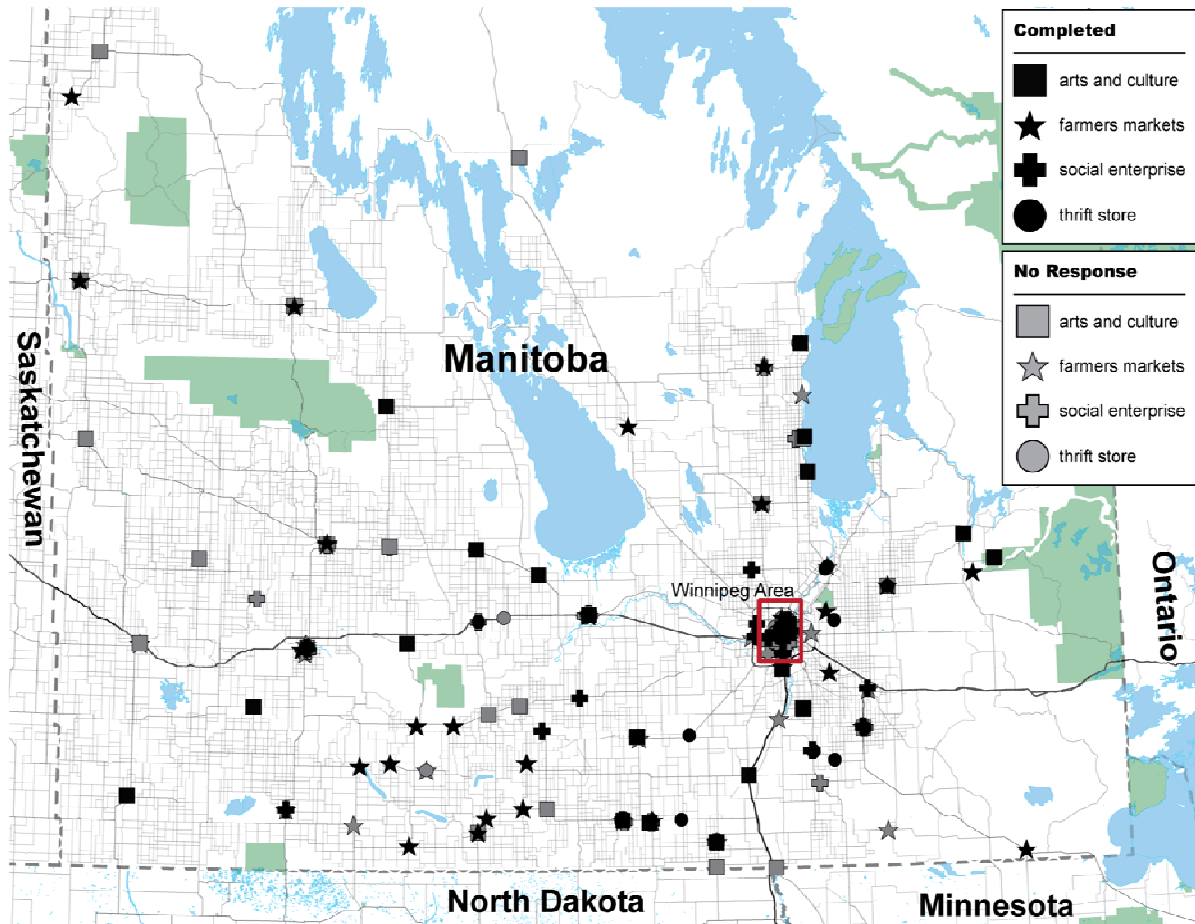 Completed
arts and culture
farmers markets
social enterprise
thrift store
No Response
arts and culture
farmers markets
social enterprise
thrift store
Saskatchewan
Manitoba
Winnipeg Area
Ontario
North Dakota
Minnesota